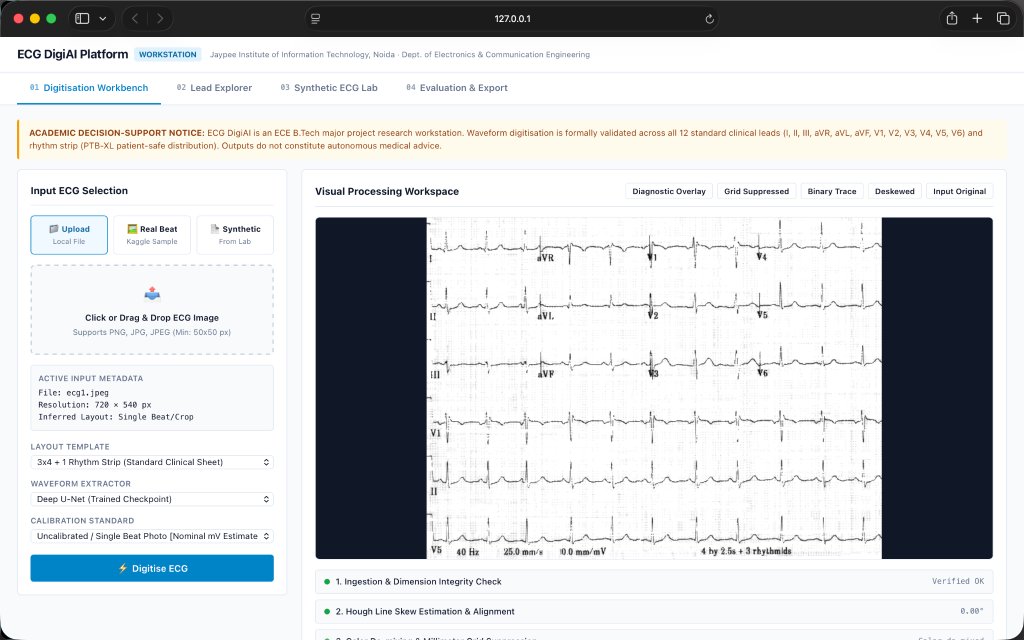 127.0.0.1
ECG DigiAI Platform WORKSTATION Jaypee Institute of Information Technology, Noida · Dept. of Electronics & Communication Engineering
01 Digitisation Workbench 02 Lead Explorer 03 Synthetic ECG Lab 04 Evaluation & Export
ACADEMIC DECISION-SUPPORT NOTICE: ECG DigiAI is an ECE B.Tech major project research workstation. Waveform digitisation is formally validated across all 12 standard clinical leads (I, II, III, aVR, aVL, aVF, V1, V2, V3, V4, V5, V6) and
rhythm strip (PTB-XL patient-safe distribution). Outputs do not constitute autonomous medical advice.
Input ECG Selection
Upload
Local File
Real Beat
Kaggle Sample
Synthetic
From Lab
Click or Drag & Drop ECG Image
Supports PNG, JPG, JPEG (Min: 50x50 px)
ACTIVE INPUT METADATA
File: ecg1.jpeg
Resolution: 720 × 540 px
Inferred Layout: Single Beat/Crop
LAYOUT TEMPLATE
3x4 + 1 Rhythm Strip (Standard Clinical Sheet)
WAVEFORM EXTRACTOR
Deep U-Net (Trained Checkpoint)
CALIBRATION STANDARD
Uncalibrated / Single Beat Photo [Nominal mV Estimate
⚡ Digitise ECG
Visual Processing Workspace
Diagnostic Overlay Grid Suppressed Binary Trace Deskewed Input Original
I aVR V1 V4
II aVL V2 V5
III aVF V3 V6
V1
II
V5 40 Hz 25.0 mm/s 0.0 mm/mV 4 by 2.5s + 3 rhythm lds
1. Ingestion & Dimension Integrity Check Verified OK
2. Hough Line Skew Estimation & Alignment 0.00°